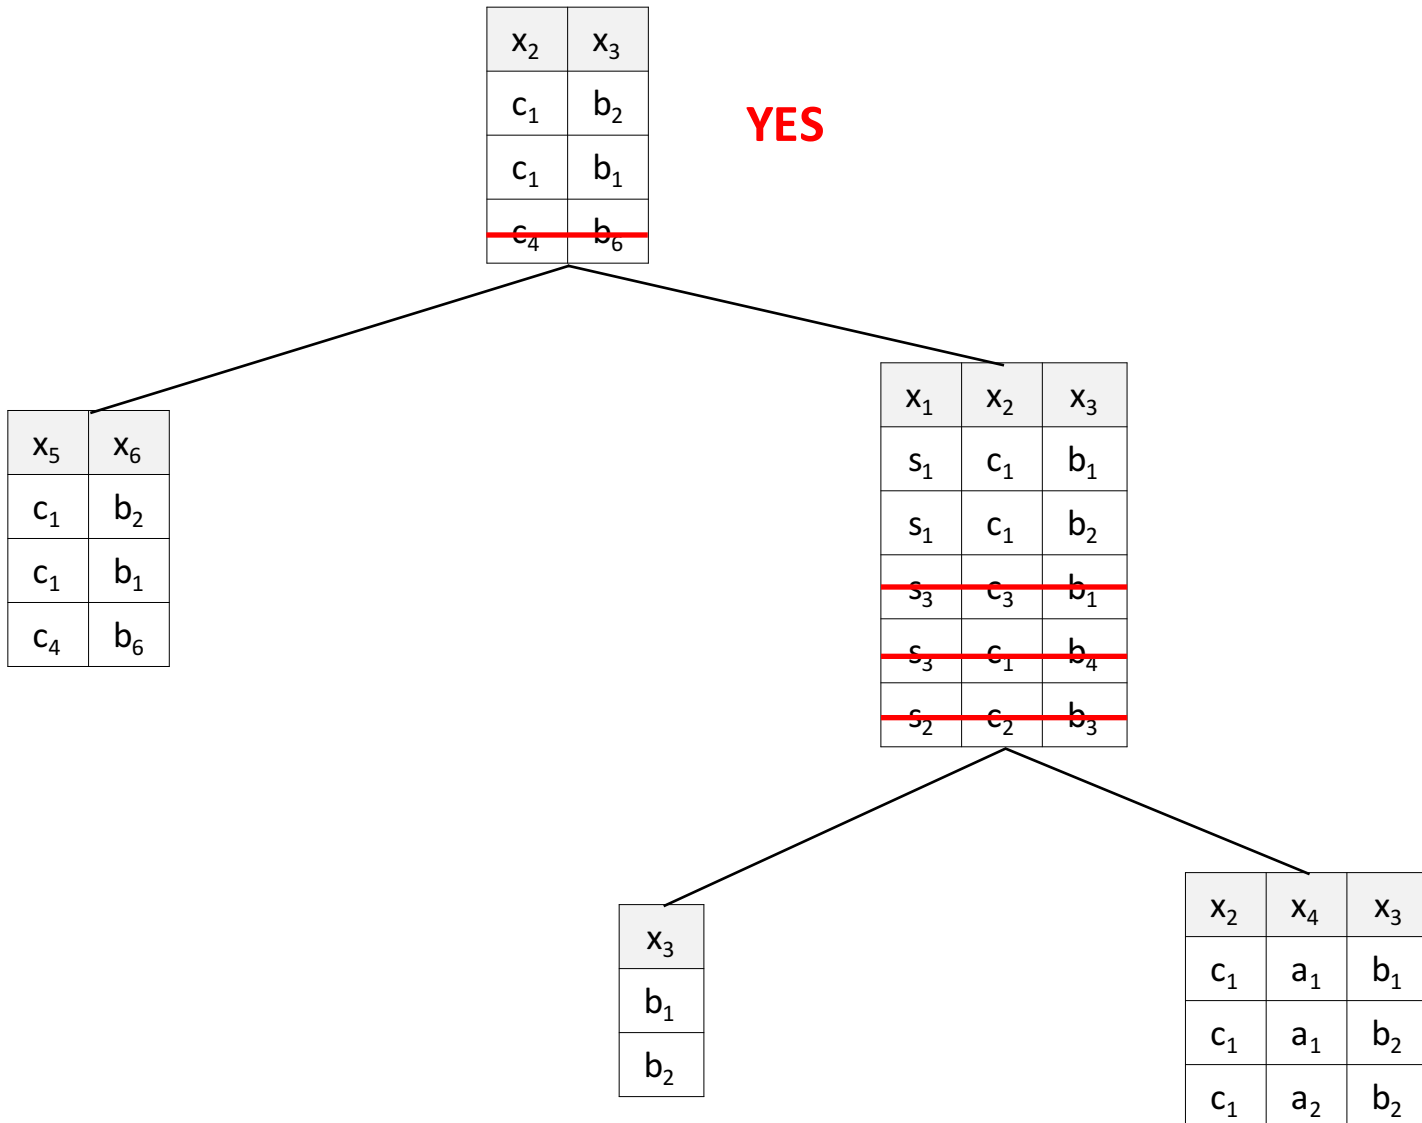 x₂ x₃
c₁ b₂
YES
c₁ b₁
c₄ b₆
x₅ x₆
c₁ b₂
c₁ b₁
c₄ b₆
x₁ x₂ x₃
s₁ c₁ b₁
s₁ c₁ b₂
s₃ c₃ b₁
s₃ c₁ b₄
s₂ c₂ b₃
x₃
b₁
b₂
x₂ x₄ x₃
c₁ a₁ b₁
c₁ a₁ b₂
c₁ a₂ b₂